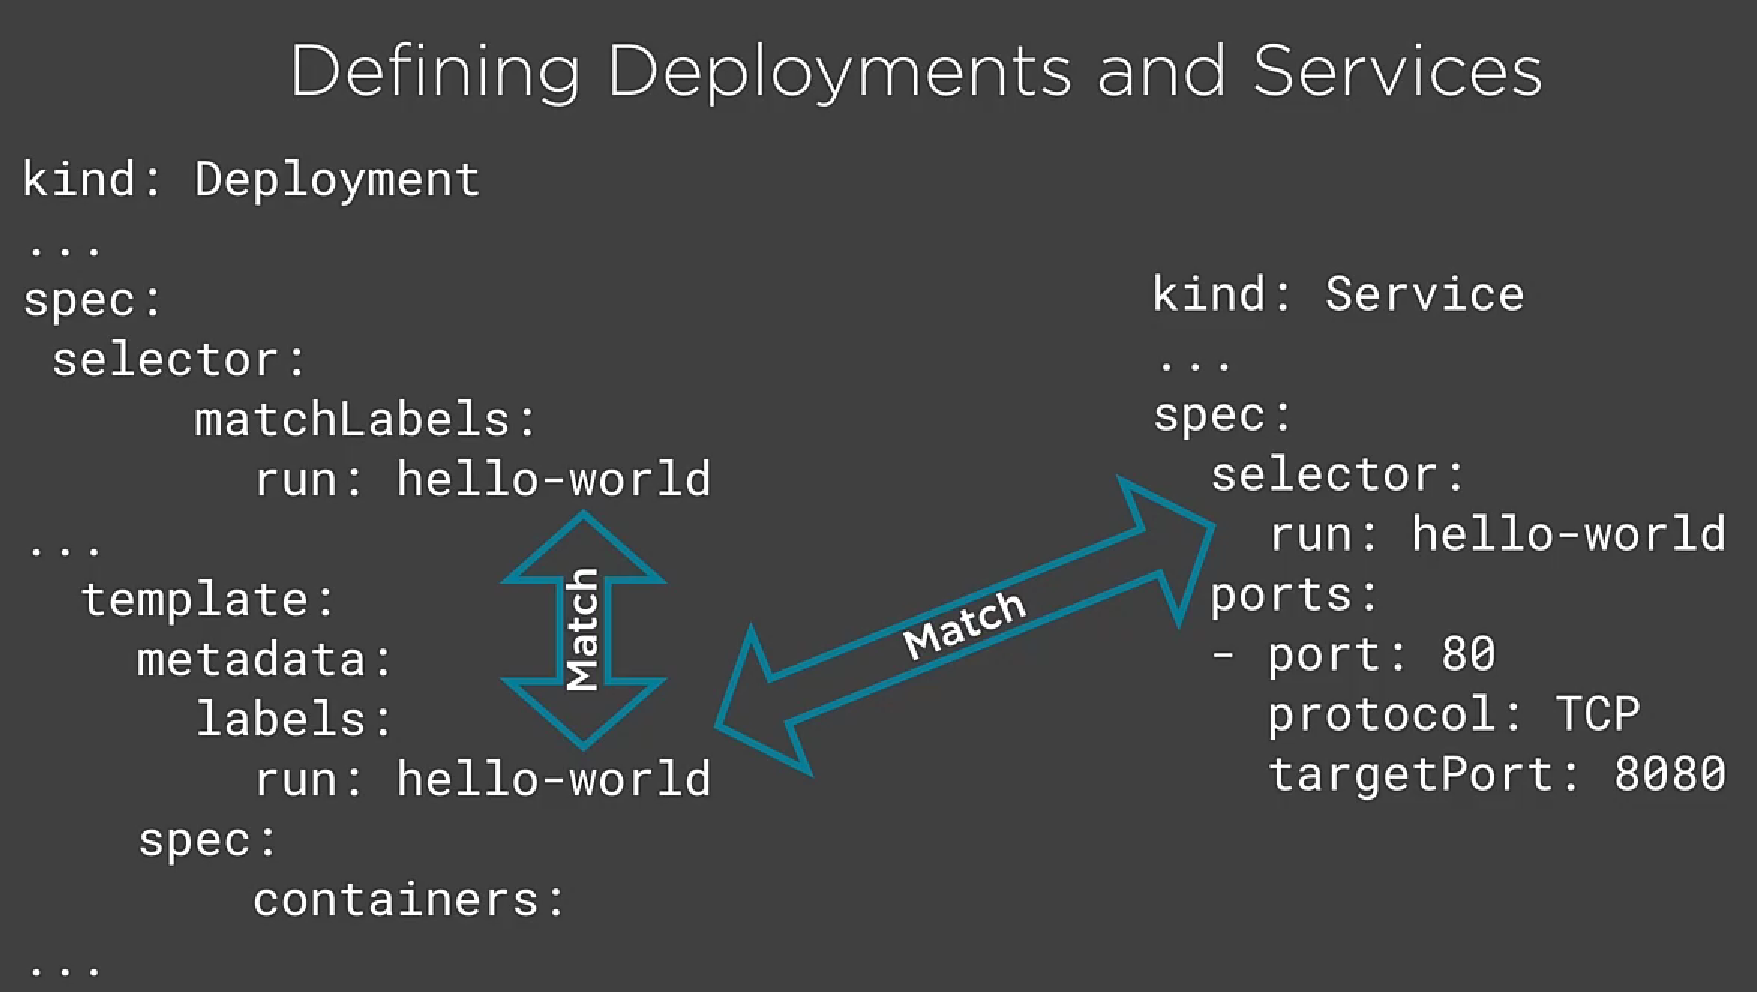 Defining Deployments and Services
kind: Deployment
...
spec:
 selector:
      matchLabels:
        run: hello-world
...
  template:
    metadata:
      labels:
        run: hello-world
    spec:
        containers:
...
Match
Match
kind: Service
...
spec:
  selector:
    run: hello-world
  ports:
  - port: 80
    protocol: TCP
    targetPort: 8080